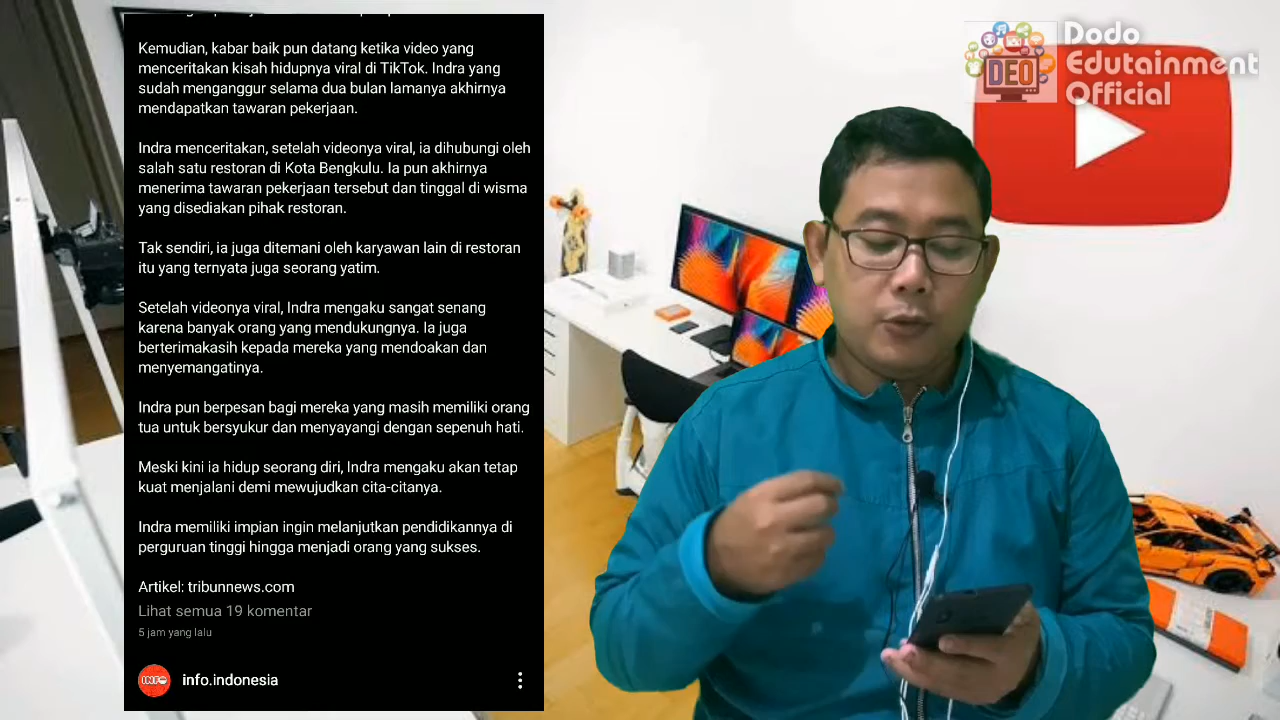 Kemudian, kabar baik pun datang ketika video yang
menceritakan kisah hidupnya viral di TikTok. Indra yang
sudah menganggur selama dua bulan lamanya akhirnya
mendapatkan tawaran pekerjaan.
Indra menceritakan, setelah videonya viral, ia dihubungi oleh
salah satu restoran di Kota Bengkulu. Ia pun akhirnya
menerima tawaran pekerjaan tersebut dan tinggal di wisma
yang disediakan pihak restoran.
Tak sendiri, ia juga ditemani oleh karyawan lain di restoran
itu yang ternyata juga seorang yatim.
Setelah videonya viral, Indra mengaku sangat senang
karena banyak orang yang mendukungnya. Ia juga
berterimakasih kepada mereka yang mendoakan dan
menyemangatinya.
Indra pun berpesan bagi mereka yang masih memiliki orang
tua untuk bersyukur dan menyayangi dengan sepenuh hati.
Meski kini ia hidup seorang diri, Indra mengaku akan tetap
kuat menjalani demi mewujudkan cita-citanya.
Indra memiliki impian ingin melanjutkan pendidikannya di
perguruan tinggi hingga menjadi orang yang sukses.
Artikel: tribunnews.com
Lihat semua 19 komentar
5 jam yang lalu
INFO
info.indonesia
DEO
Dodo
Edutainment
Official